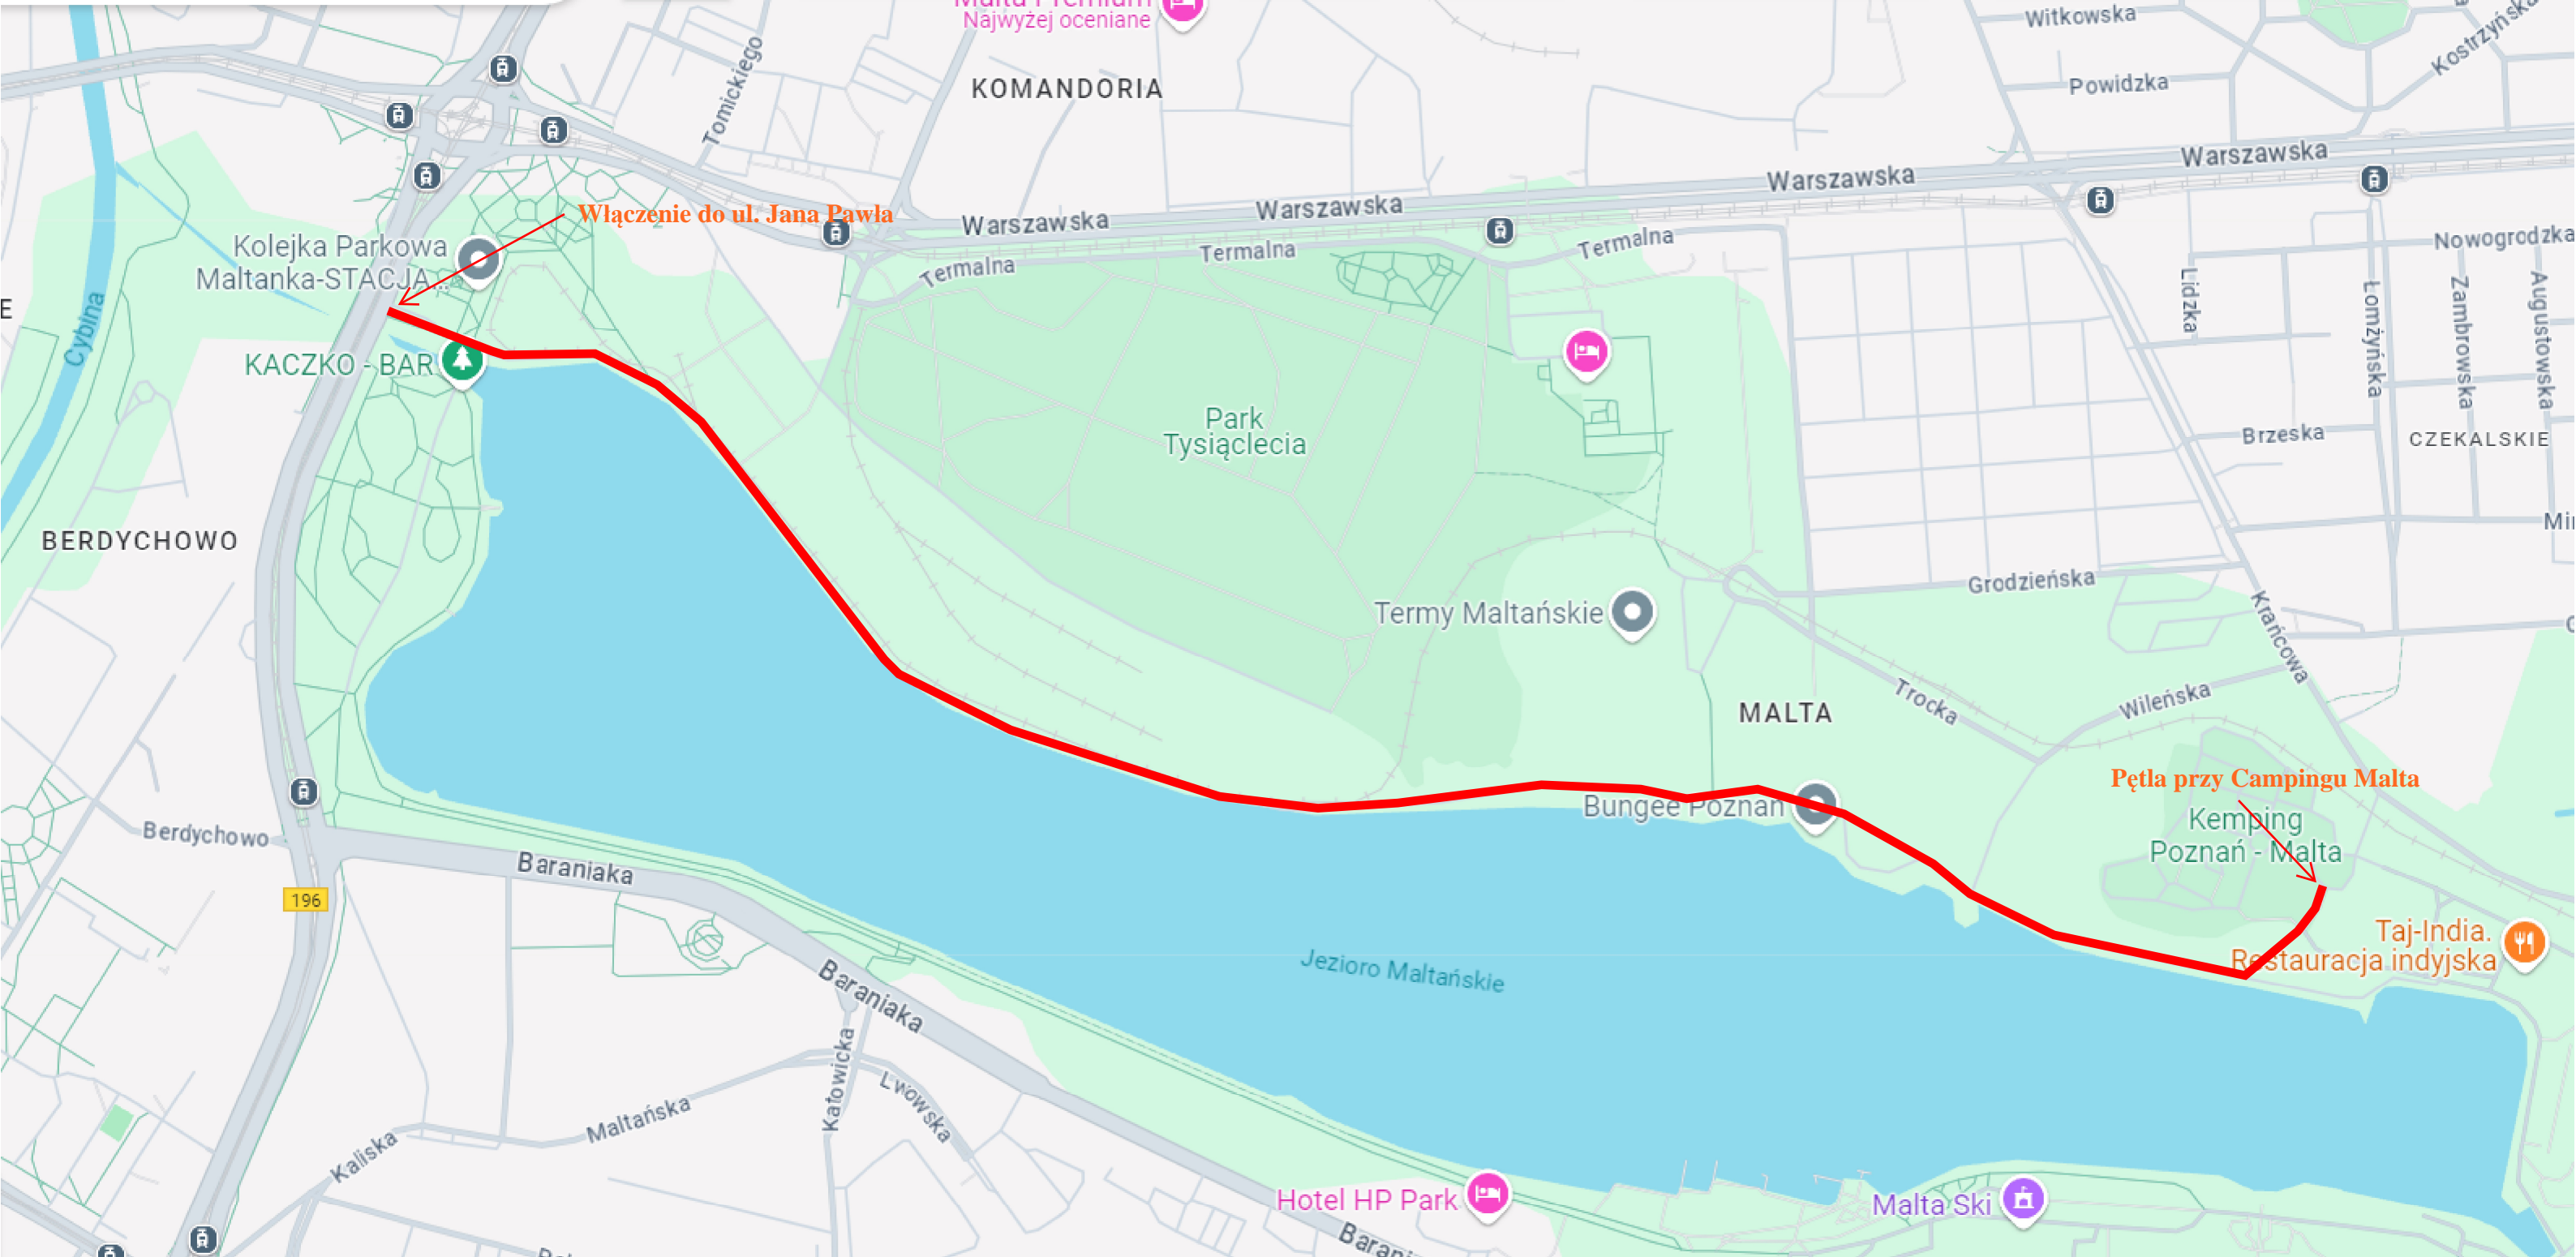 Malta Premium
Najwyżej oceniane
KOMANDORIA
Tomickiego
Witkowska
Powidzka
Kostrzyńska
Warszawska
Warszawska
Warszawska
Warszawska
Włączenie do ul. Jana Pawła
Kolejka Parkowa
Maltanka-STACJA...
Termalna
Termalna
Termalna
Nowogrodzka
Lidzka
Łomżyńska
Zambrowska
Augustowska
Cybina
KACZKO - BAR
Park
Tysiąclecia
Brzeska
CZEKALSKIE
BERDYCHOWO
Termy Maltańskie
Grodzieńska
Krańcowa
MALTA
Trocka
Wileńska
Pętla przy Campingu Malta
Bungee Poznań
Kemping
Poznań - Malta
Berdychowo
Baraniaka
196
Taj-India.
Restauracja indyjska
Jezioro Maltańskie
Baraniaka
Katowicka
Lwowska
Maltańska
Kaliska
Hotel HP Park
Malta Ski